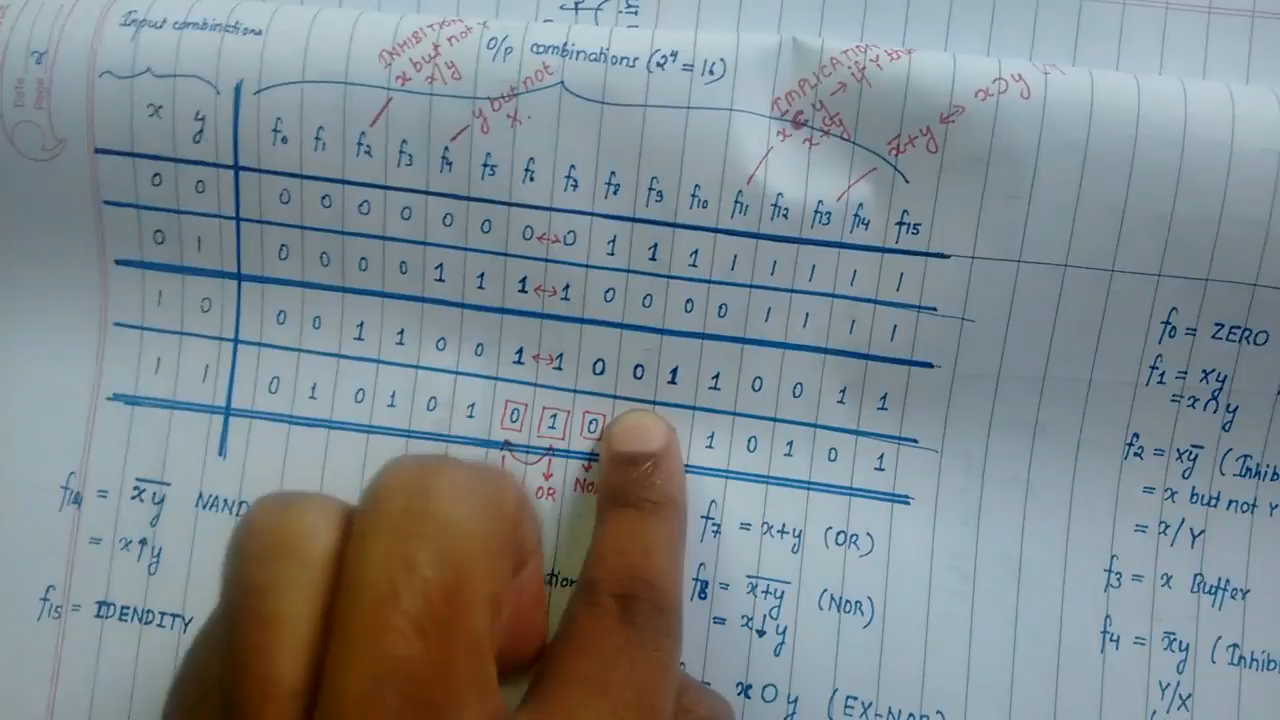 Date
Page
Input combinations
O/p combinations (2⁴ = 16)
INHIBITION
x but not
x/y
y but not
x.
IMPLICATION
x ⊂ y → if Y
x + ȳ
x̄+y ↔ x⊃y
x y f₀ f₁ f₂ f₃ f₄ f₅ f₆ f₇ f₈ f₉ f₁₀ f₁₁ f₁₂ f₁₃ f₁₄ f₁₅
0 0 0 0 0 0 0 0 0↔0 1 1 1 1 1 1 1 1
0 1 0 0 0 0 1 1 1↔1 0 0 0 0 1 1 1 1
1 0 0 0 1 1 0 0 1↔1 0 0 1 1 0 0 1 1
1 1 0 1 0 1 0 1 0 1 0 1 0 1 0 1
OR
f₁₄ = x̅y̅ NAND
= x↑y
f₁₅ = IDENDITY
f₇ = x+y (OR)
f₈ = x̅+̅y̅ (NOR)
= x↓y
= x⊙y (EX-NOR)
f₀ = ZERO
f₁ = xy
= x∩y
f₂ = xȳ (Inhib
= x but not Y
= x/Y
f₃ = x Buffer
f₄ = x̄y (Inhib
Y/X